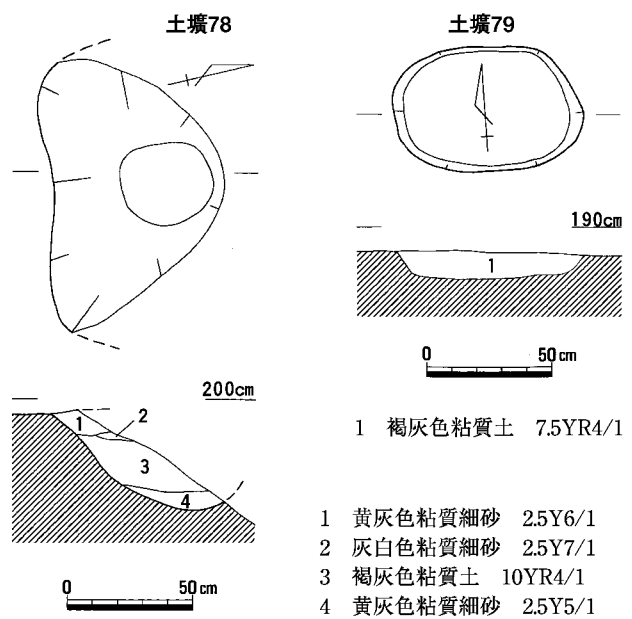 土壙78
200cm
1
2
3
4
0 50cm
土壙79
190cm
1
0 50cm
1 褐灰色粘質土 7.5YR4/1
1 黄灰色粘質細砂 2.5Y6/1
2 灰白色粘質細砂 2.5Y7/1
3 褐灰色粘質土 10YR4/1
4 黄灰色粘質細砂 2.5Y5/1